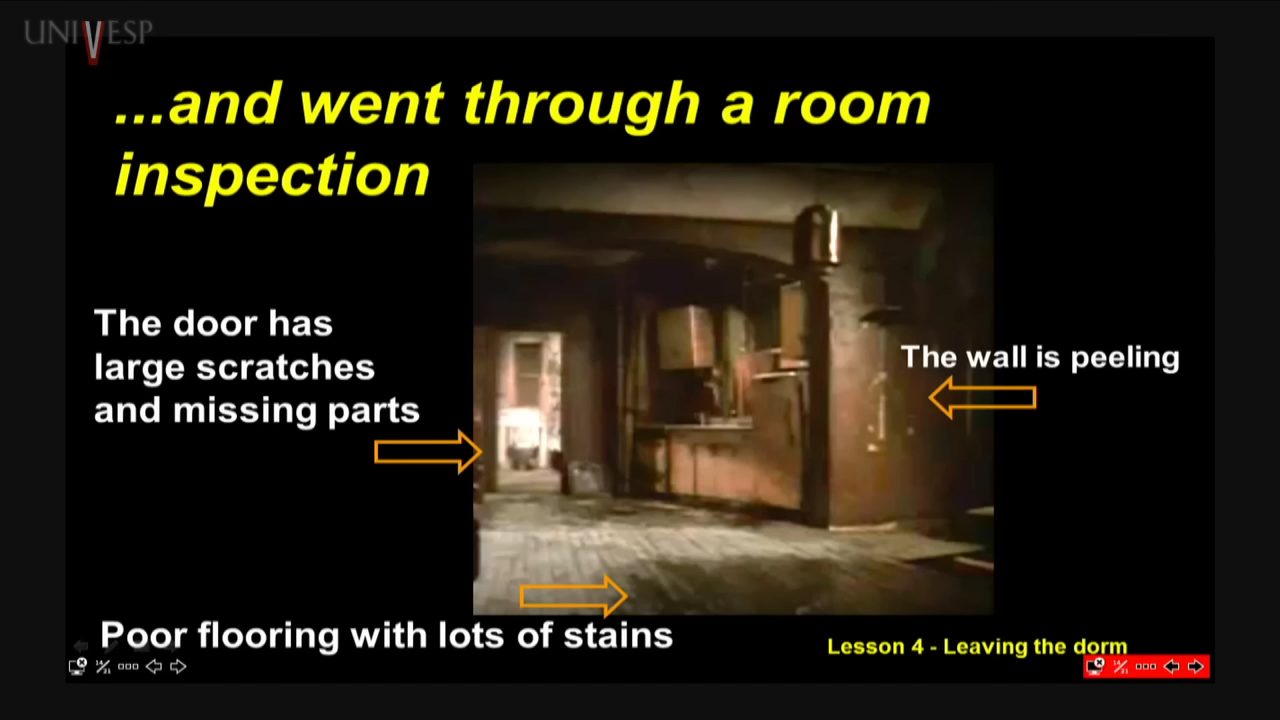 UNIVESP
...and went through a room
inspection
The door has
large scratches
and missing parts
The wall is peeling
Poor flooring with lots of stains
Lesson 4 - Leaving the dorm